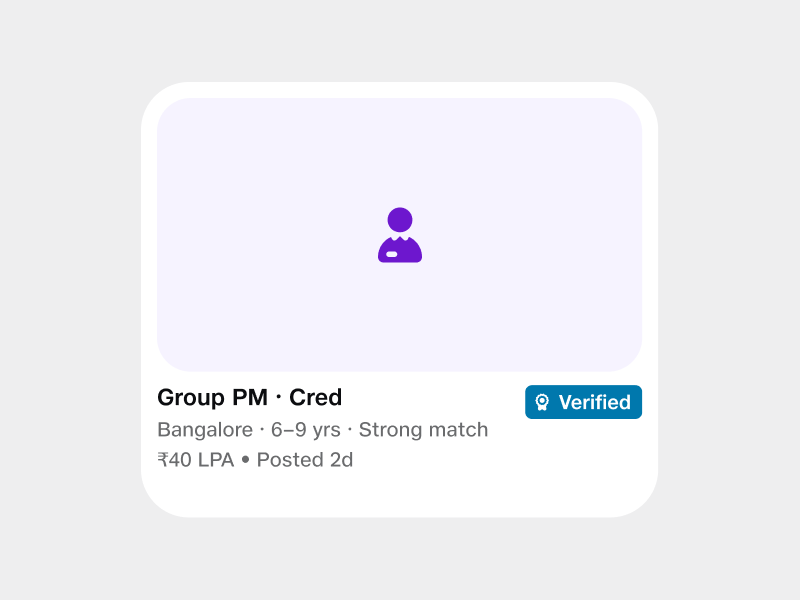 Group PM · Cred
Verified
Bangalore · 6–9 yrs · Strong match
₹40 LPA • Posted 2d